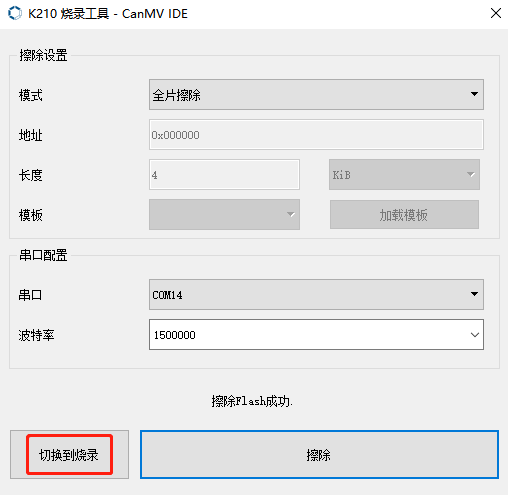 K210 烧录工具 - CanMV IDE
擦除设置
模式 全片擦除
地址 0x000000
长度 4 KiB
模板 加载模板
串口配置
串口 COM14
波特率 1500000
擦除Flash成功.
切换到烧录 擦除